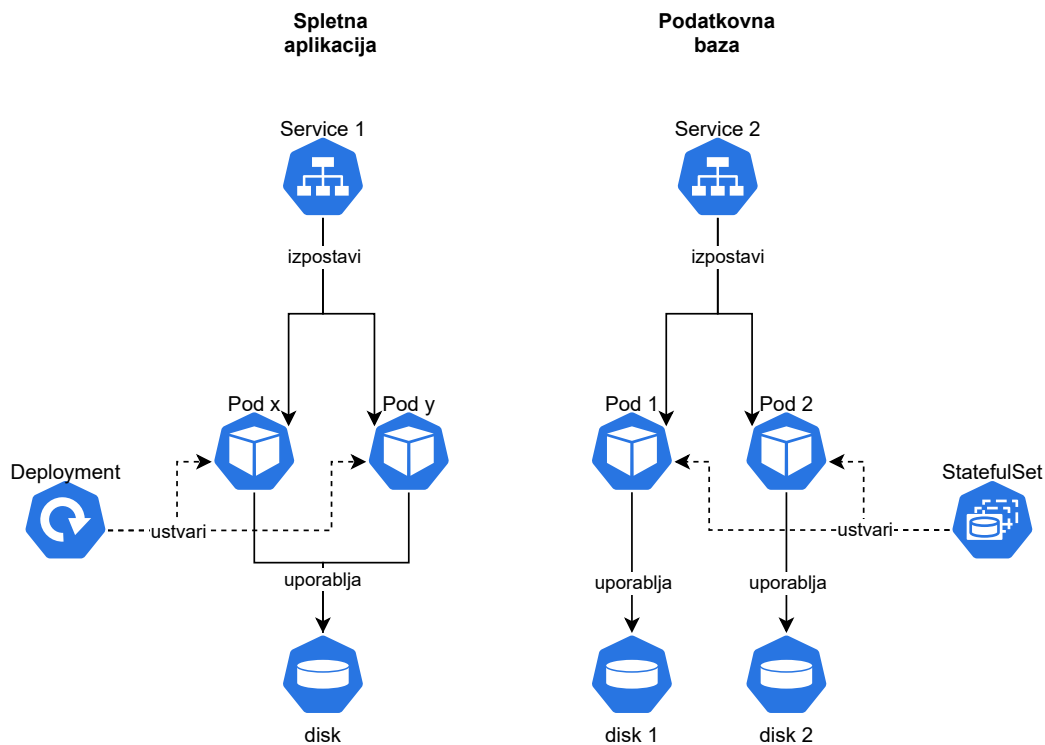 Spletna
aplikacija
Podatkovna
baza
Service 1
Service 2
izpostavi
izpostavi
Pod x
Pod y
Pod 1
Pod 2
Deployment
StatefulSet
ustvari
ustvari
uporablja
uporablja
uporablja
disk
disk 1
disk 2